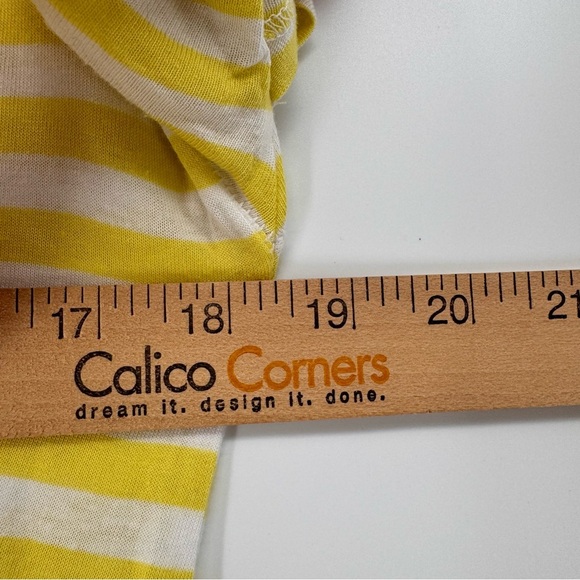 17 18 19 20 21
Calico Corners
dream it. design it. done.